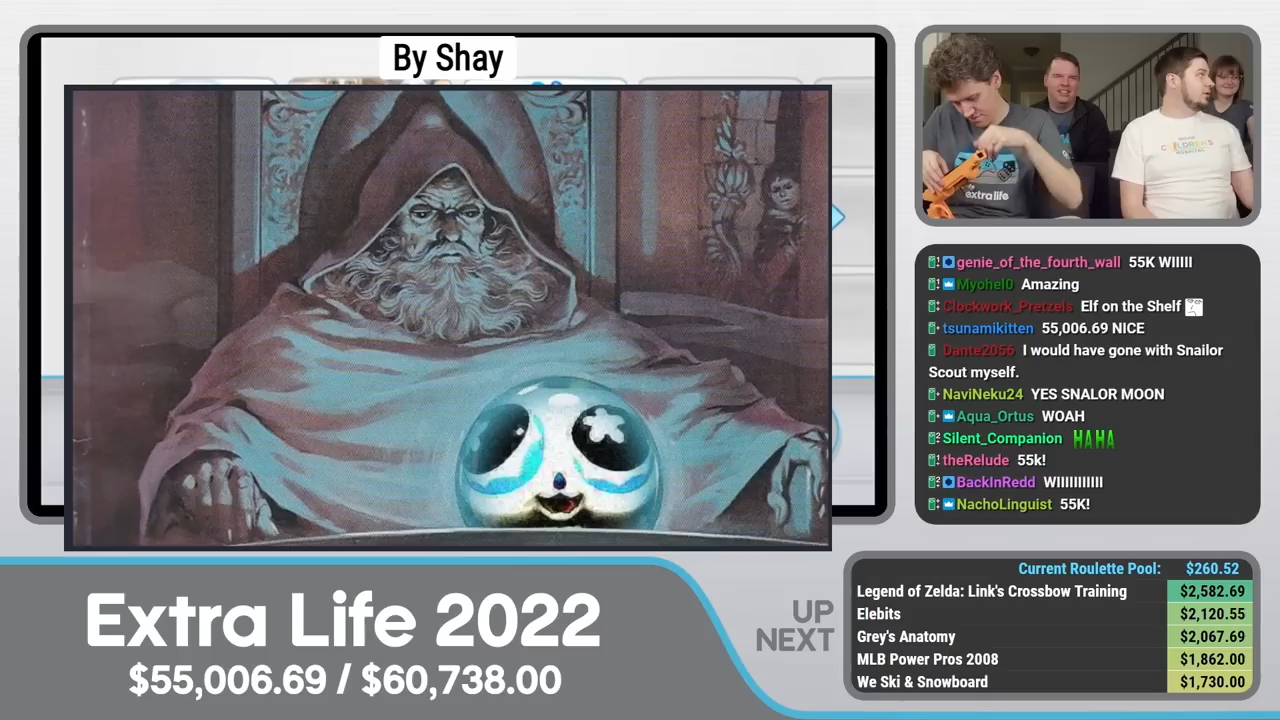 By Shay
extralife
CHILDREN'S
HOSPITAL
genie_of_the_fourth_wall 55K WIIIII
Myohel0 Amazing
Clockwork_Pretzels Elf on the Shelf
tsunamikitten 55,006.69 NICE
Dante2056 I would have gone with Snailor
Scout myself.
NaviNeku24 YES SNALOR MOON
Aqua_Ortus WOAH
Silent_Companion HAHA
theRelude 55k!
BackInRedd WIIIIIIIIIII
NachoLinguist 55K!
Extra Life 2022
$55,006.69 / $60,738.00
UP
NEXT
Current Roulette Pool: $260.52
Legend of Zelda: Link's Crossbow Training $2,582.69
Elebits $2,120.55
Grey's Anatomy $2,067.69
MLB Power Pros 2008 $1,862.00
We Ski & Snowboard $1,730.00